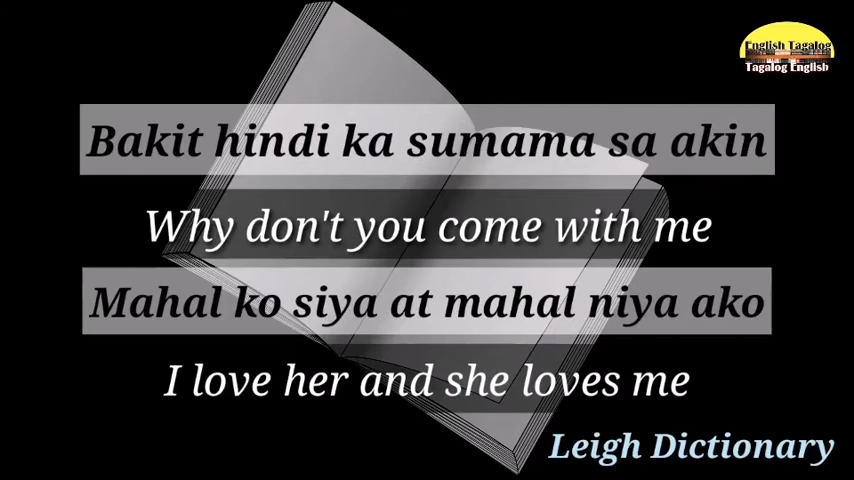 English Tagalog
Tagalog English
Bakit hindi ka sumama sa akin
Why don't you come with me
Mahal ko siya at mahal niya ako
I love her and she loves me
Leigh Dictionary